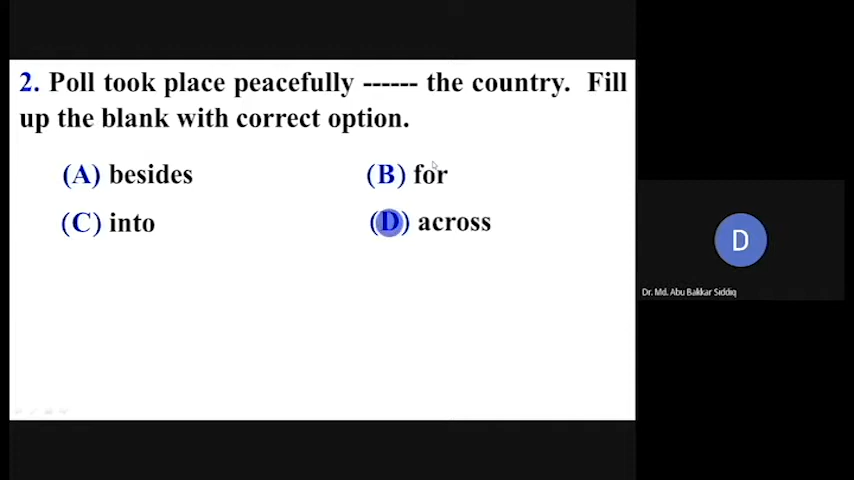 2. Poll took place peacefully ------ the country. Fill
up the blank with correct option.
(A) besides (B) for
(C) into (D) across
D
Dr. Md. Abu Bakkar Siddiq